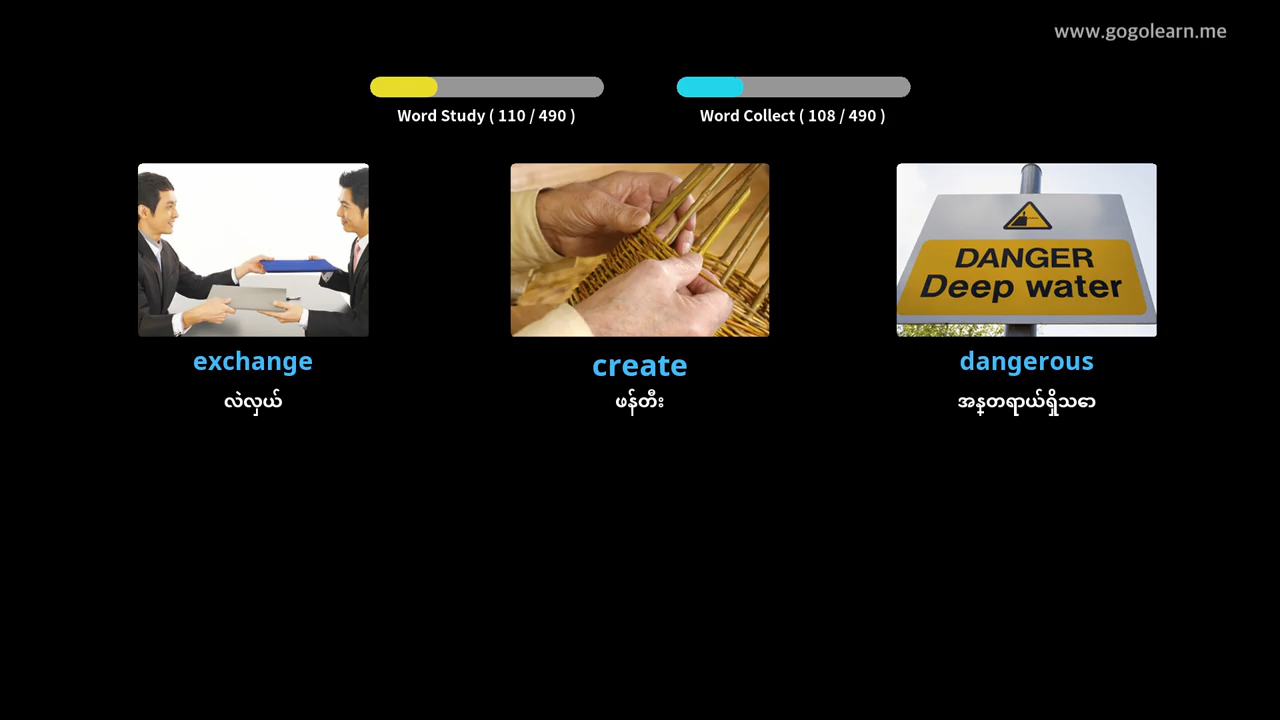 www.gogolearn.me
Word Study ( 110 / 490 )
Word Collect ( 108 / 490 )
DANGER
Deep water
exchange
create
dangerous
လဲလှယ်
ဖန်တီး
အန္တရာယ်ရှိသော